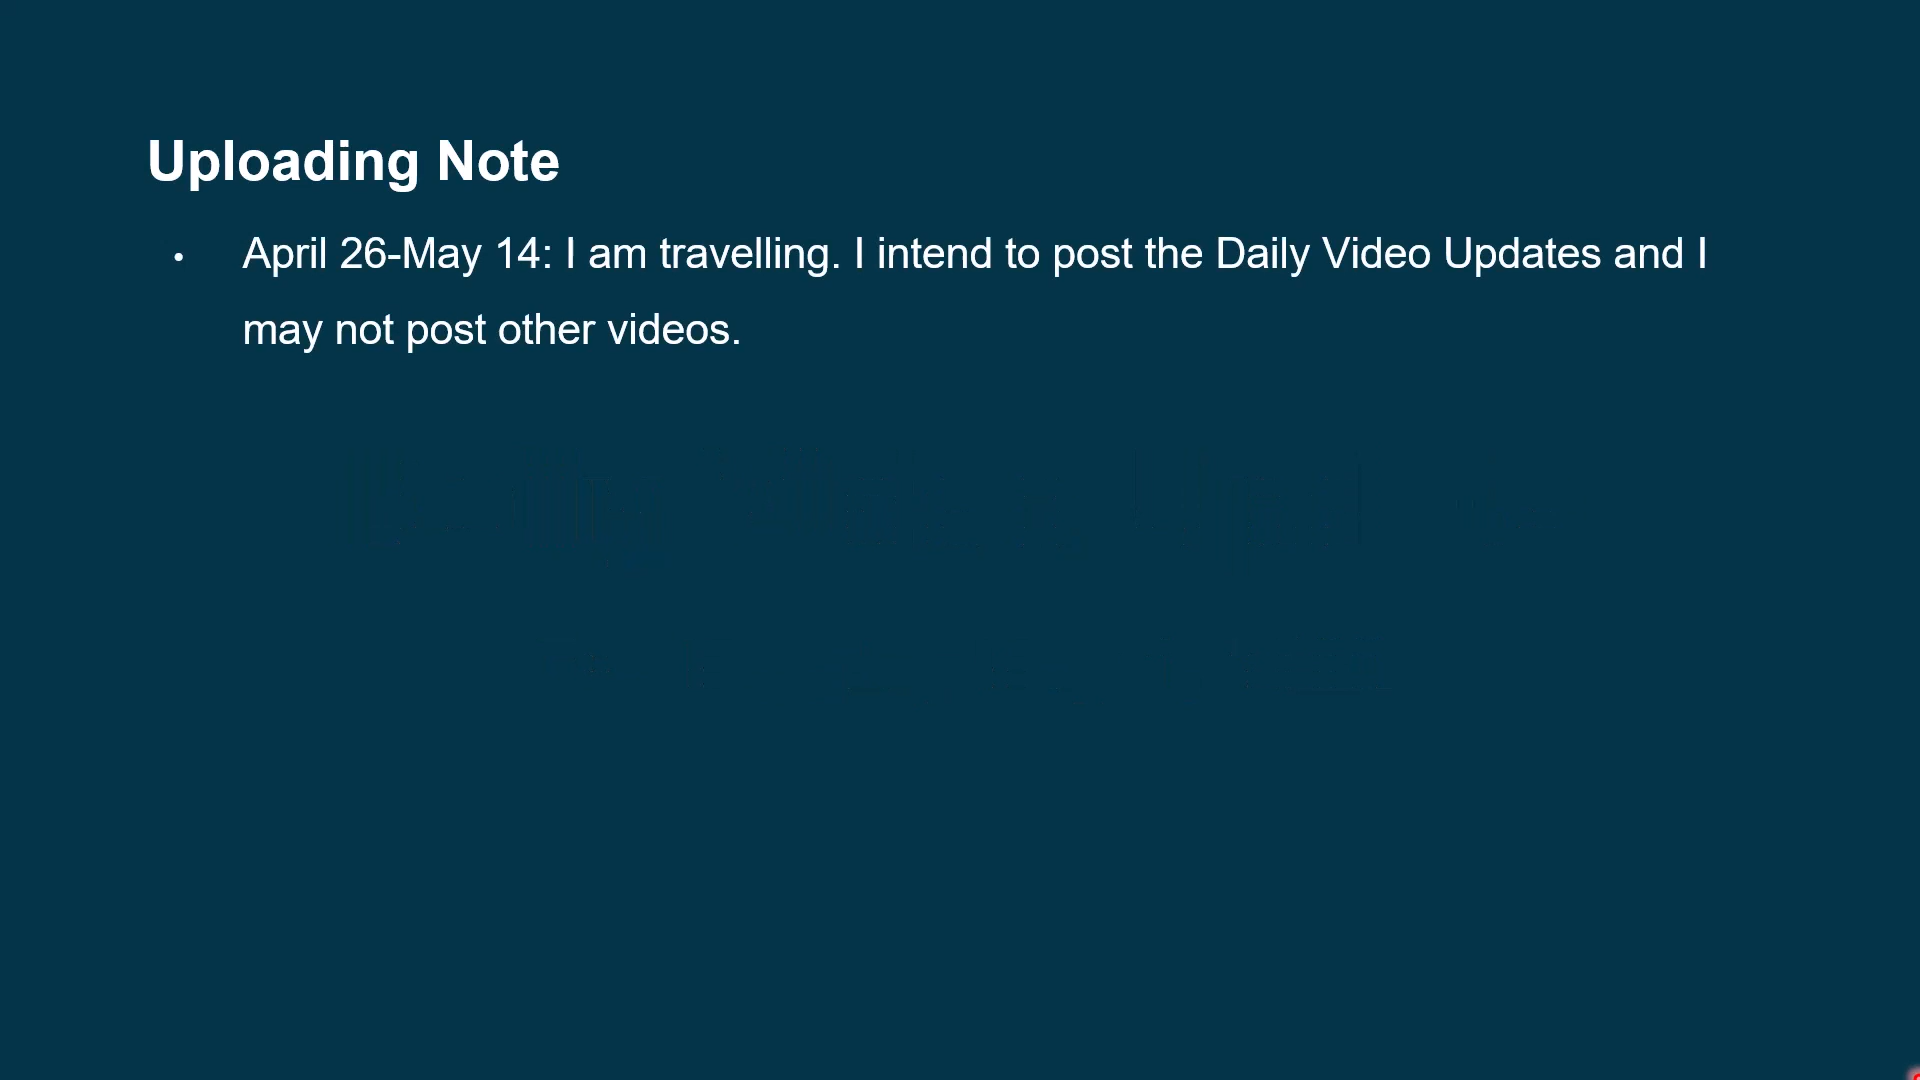 Uploading Note
• April 26-May 14: I am travelling. I intend to post the Daily Video Updates and I
may not post other videos.